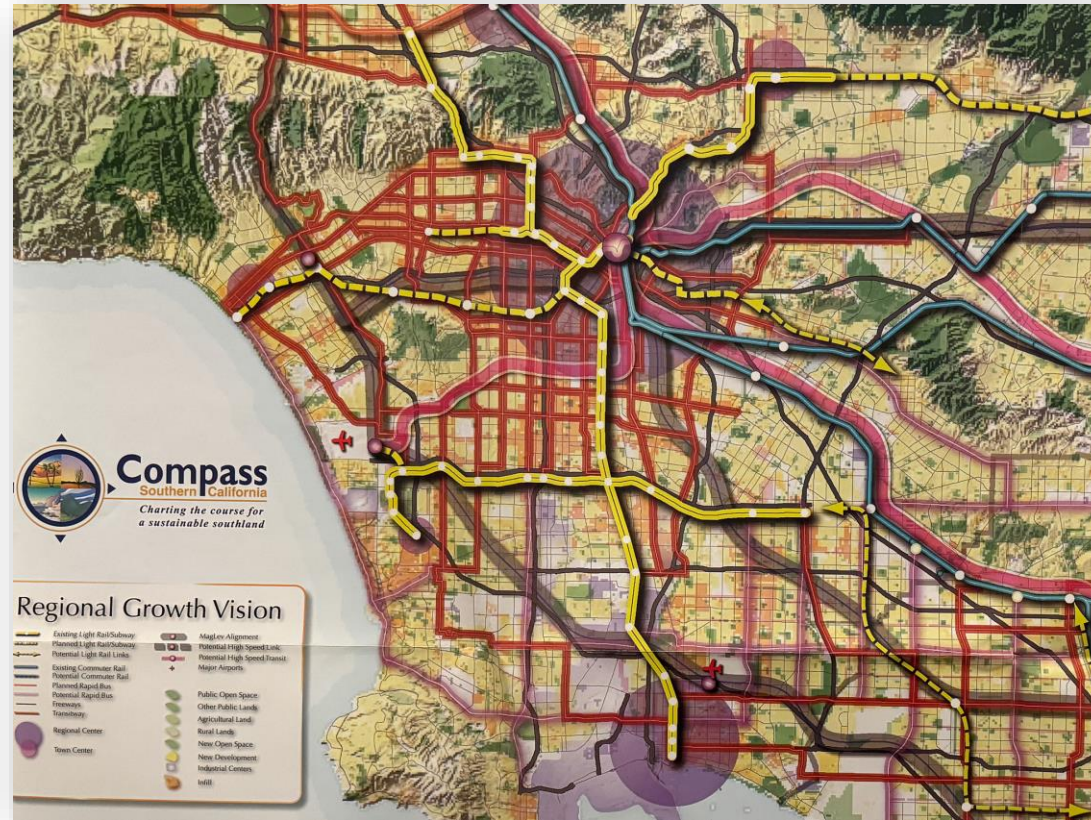 Compass
Southern California
Charting the course for
a sustainable southland
Regional Growth Vision
Existing Light Rail/Subway
Planned Light Rail/Subway
Potential Light Rail Links
Existing Commuter Rail
Potential Commuter Rail
Planned Rapid Bus
Potential Rapid Bus
Freeways
Transitway
Regional Center
Town Center
MagLev Alignment
Potential High Speed Link
Potential High Speed Transit
Major Airports
Public Open Space
Other Public Lands
Agricultural Land
Rural Lands
New Open Space
New Development
Industrial Centers
Infill